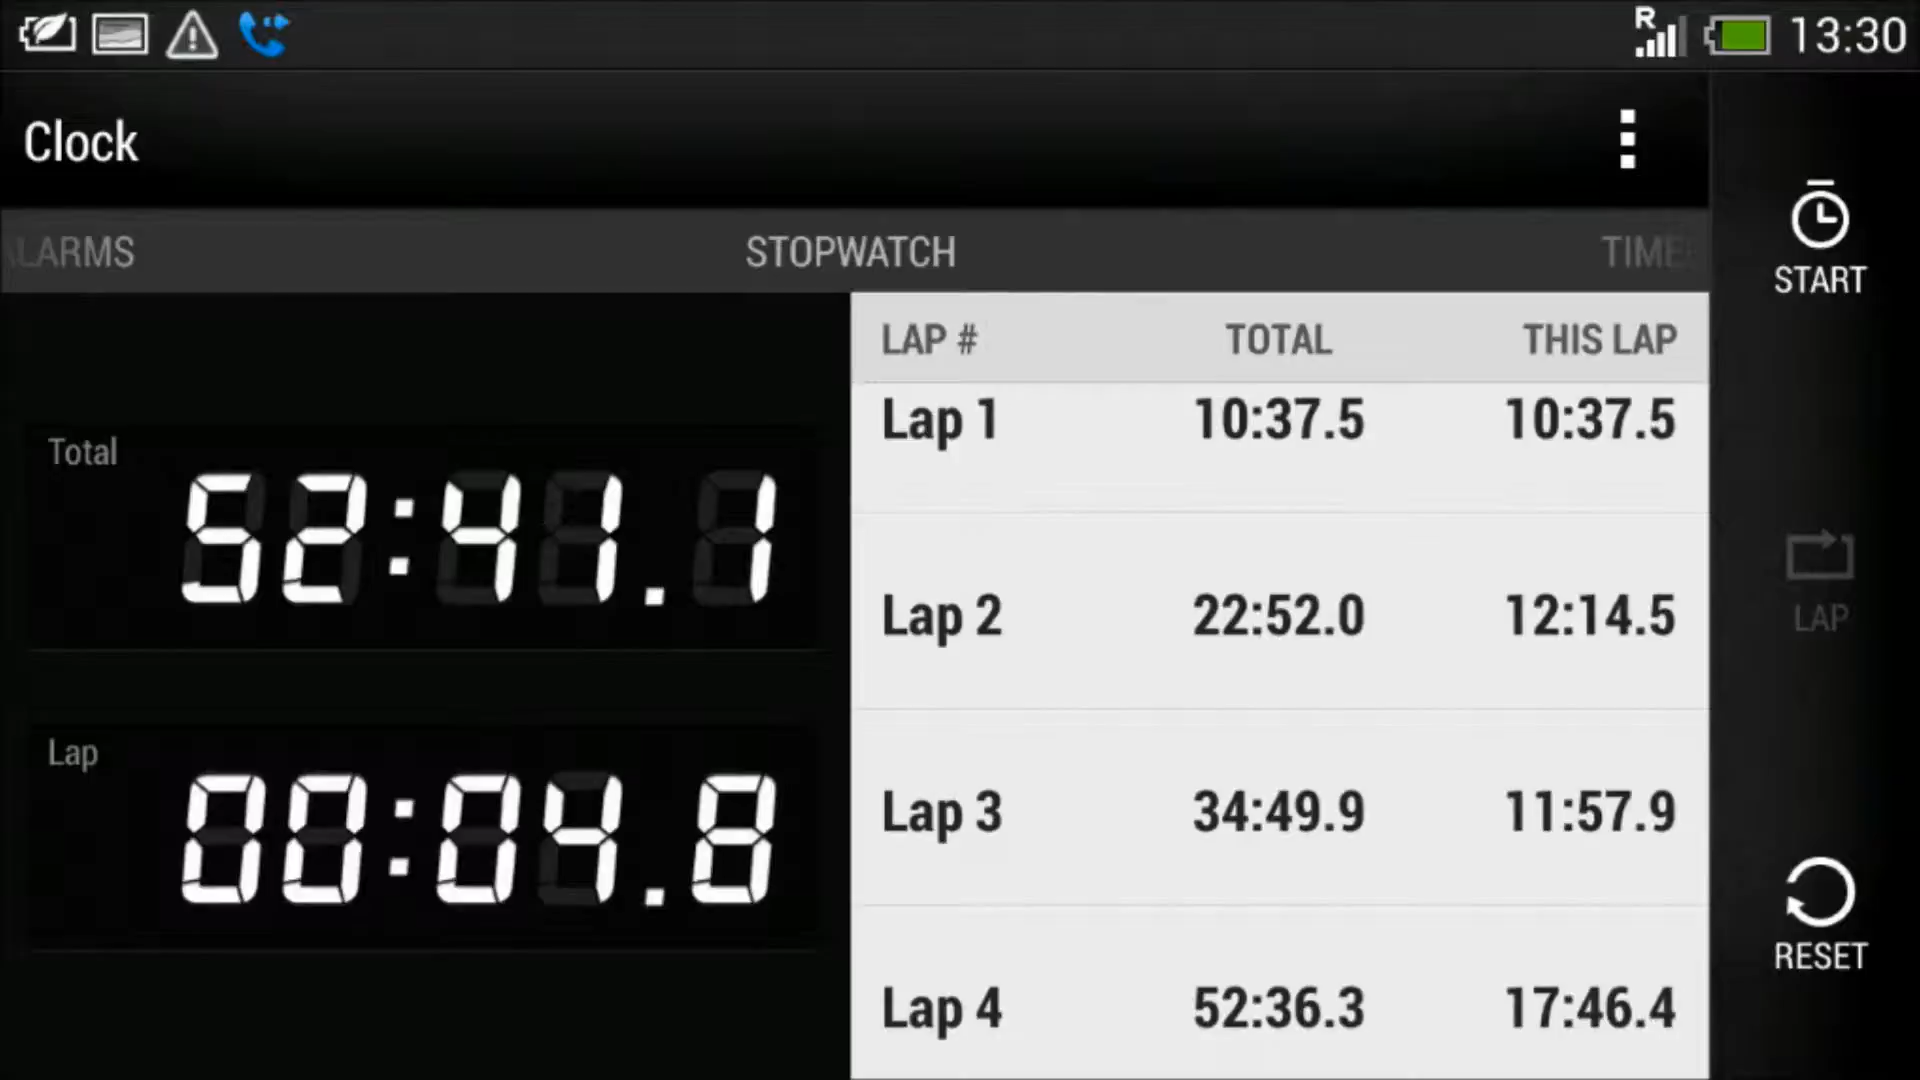 R
13:30
Clock
ALARMS STOPWATCH TIME
START
LAP # TOTAL THIS LAP
Lap 1 10:37.5 10:37.5
Total
52:41.1
Lap 2 22:52.0 12:14.5
LAP
Lap
00:04.8
Lap 3 34:49.9 11:57.9
RESET
Lap 4 52:36.3 17:46.4